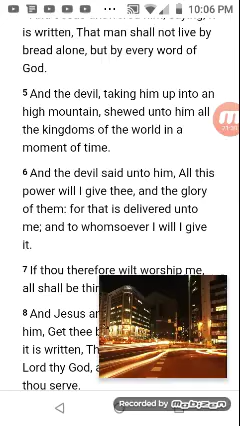 10:06 PM
is written, That man shall not live by
bread alone, but by every word of
God.
5 And the devil, taking him up into an
high mountain, shewed unto him all
the kingdoms of the world in a
moment of time.
6 And the devil said unto him, All this
power will I give thee, and the glory
of them: for that is delivered unto
me; and to whomsoever I will I give
it.
7 If thou therefore wilt worship me,
all shall be
8 And Jesus
him, Get thee
it is written,
Lord thy God,
thou serve.
Recorded by Mobizen